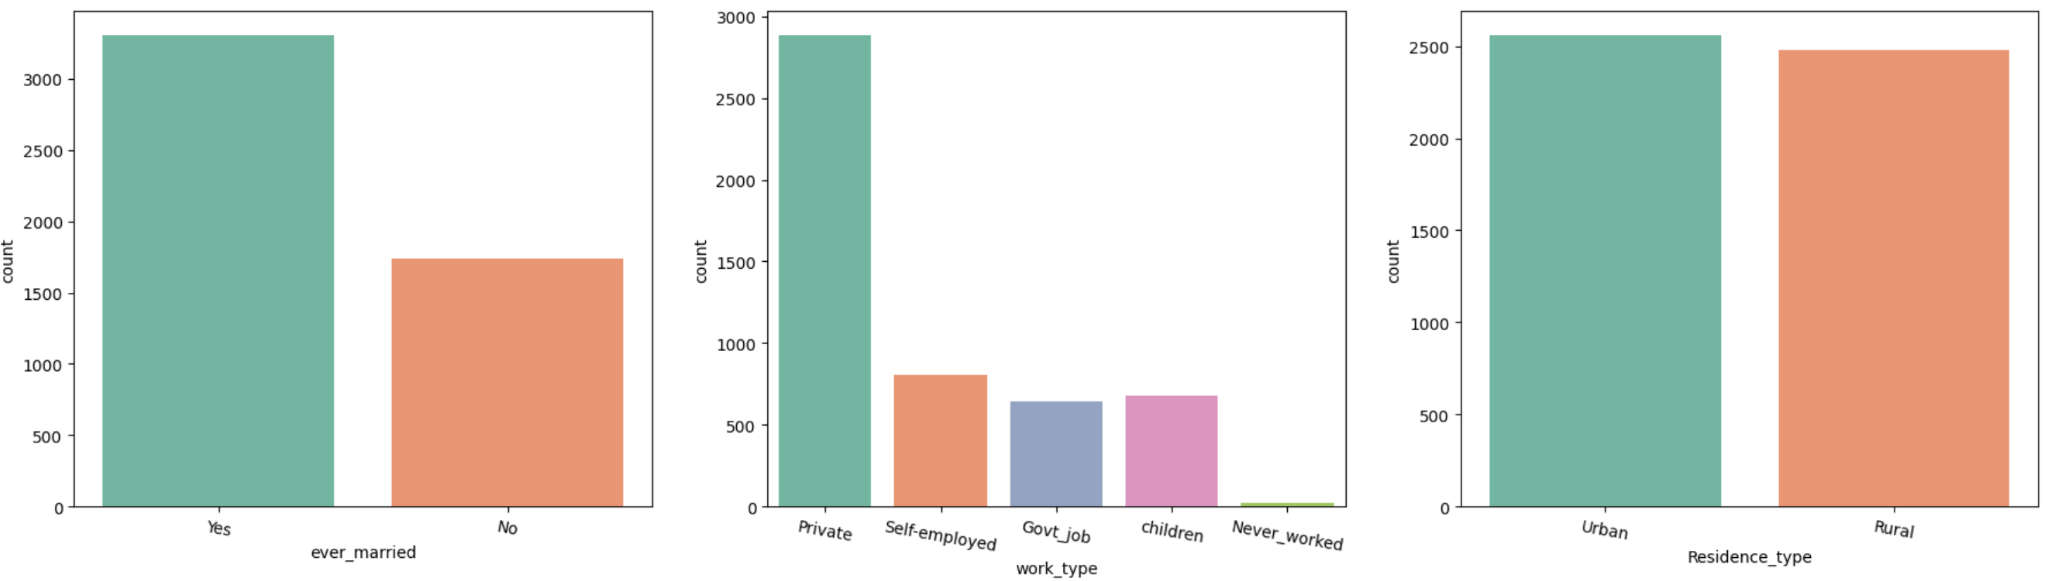 3000
2500
2000
1500
1000
500
0
count
Yes No
ever_married
3000
2500
2000
1500
1000
500
0
count
Private Self-employed Govt_job children Never_worked
work_type
2500
2000
1500
1000
500
0
count
Urban Rural
Residence_type